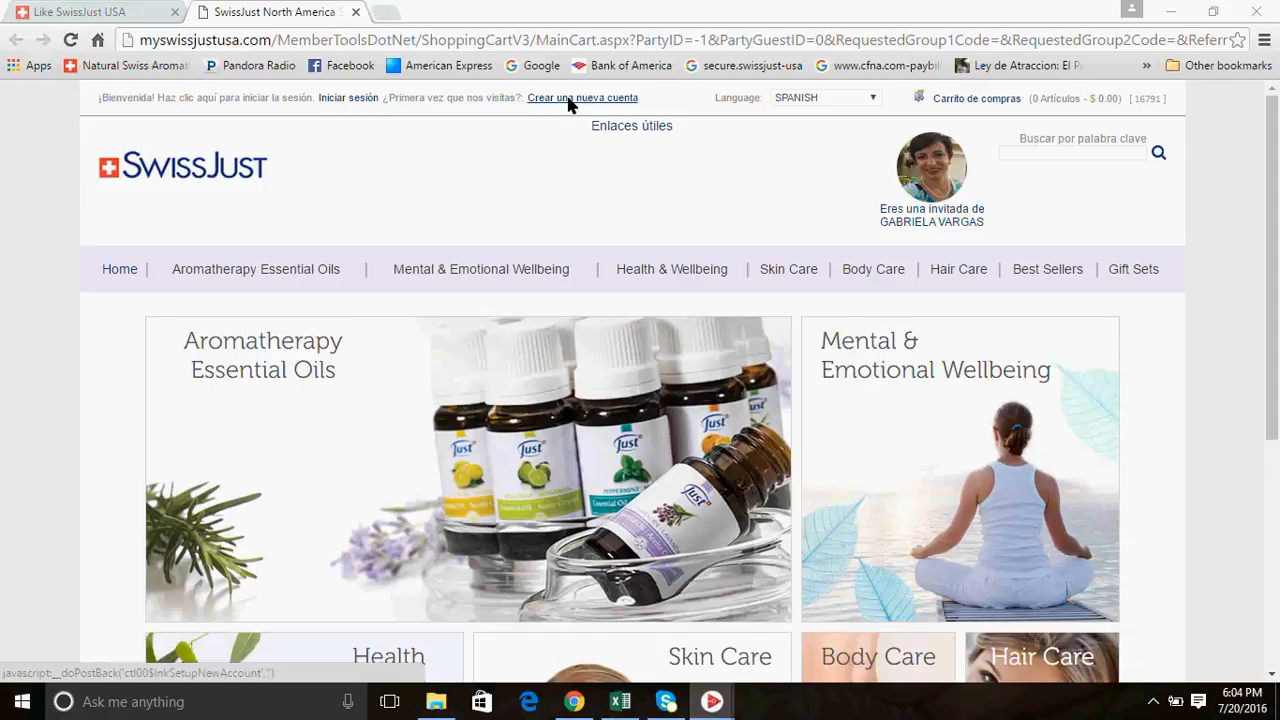 Like SwissJust USA
SwissJust North America S
myswissjustusa.com/MemberToolsDotNet/ShoppingCartV3/MainCart.aspx?PartyID=-1&PartyGuestID=0&RequestedGroup1Code=&RequestedGroup2Code=&Referr
Apps
Natural Swiss Aromat
Pandora Radio
Facebook
American Express
Google
Bank of America
secure.swissjust-usa
www.cfna.com-paybil
Ley de Atraccion: El P
»
Other bookmarks
¡Bienvenida! Haz clic aquí para iniciar la sesión. Iniciar sesión ¿Primera vez que nos visitas?: Crear una nueva cuenta
Language: SPANISH
Carrito de compras (0 Artículos - $ 0.00) [ 16791 ]
Enlaces útiles
Buscar por palabra clave
SWISSJUST
Eres una invitada de
GABRIELA VARGAS
Home | Aromatherapy Essential Oils | Mental & Emotional Wellbeing | Health & Wellbeing | Skin Care | Body Care | Hair Care | Best Sellers | Gift Sets
Aromatherapy
Essential Oils
Mental &
Emotional Wellbeing
Just
Just
Just
Just
PEPPERMINT
Essential Oil
Health
Skin Care
Body Care
Hair Care
javascript:__doPostBack('ctl00$lnkSetupNewAccount','')
Ask me anything
6:04 PM
7/20/2016